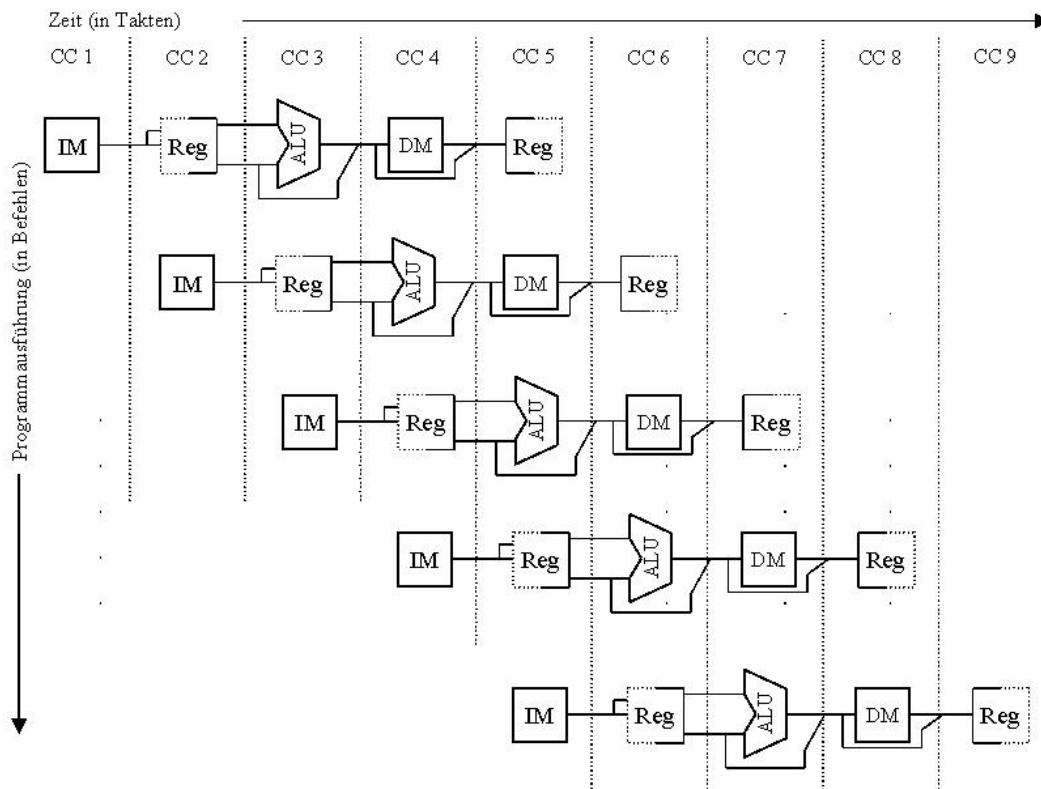 Zeit (in Takten)
CC 1 CC 2 CC 3 CC 4 CC 5 CC 6 CC 7 CC 8 CC 9
Programmausführung (in Befehlen)
IM Reg ALU DM Reg
IM Reg ALU DM Reg
IM Reg ALU DM Reg
IM Reg ALU DM Reg
IM Reg ALU DM Reg